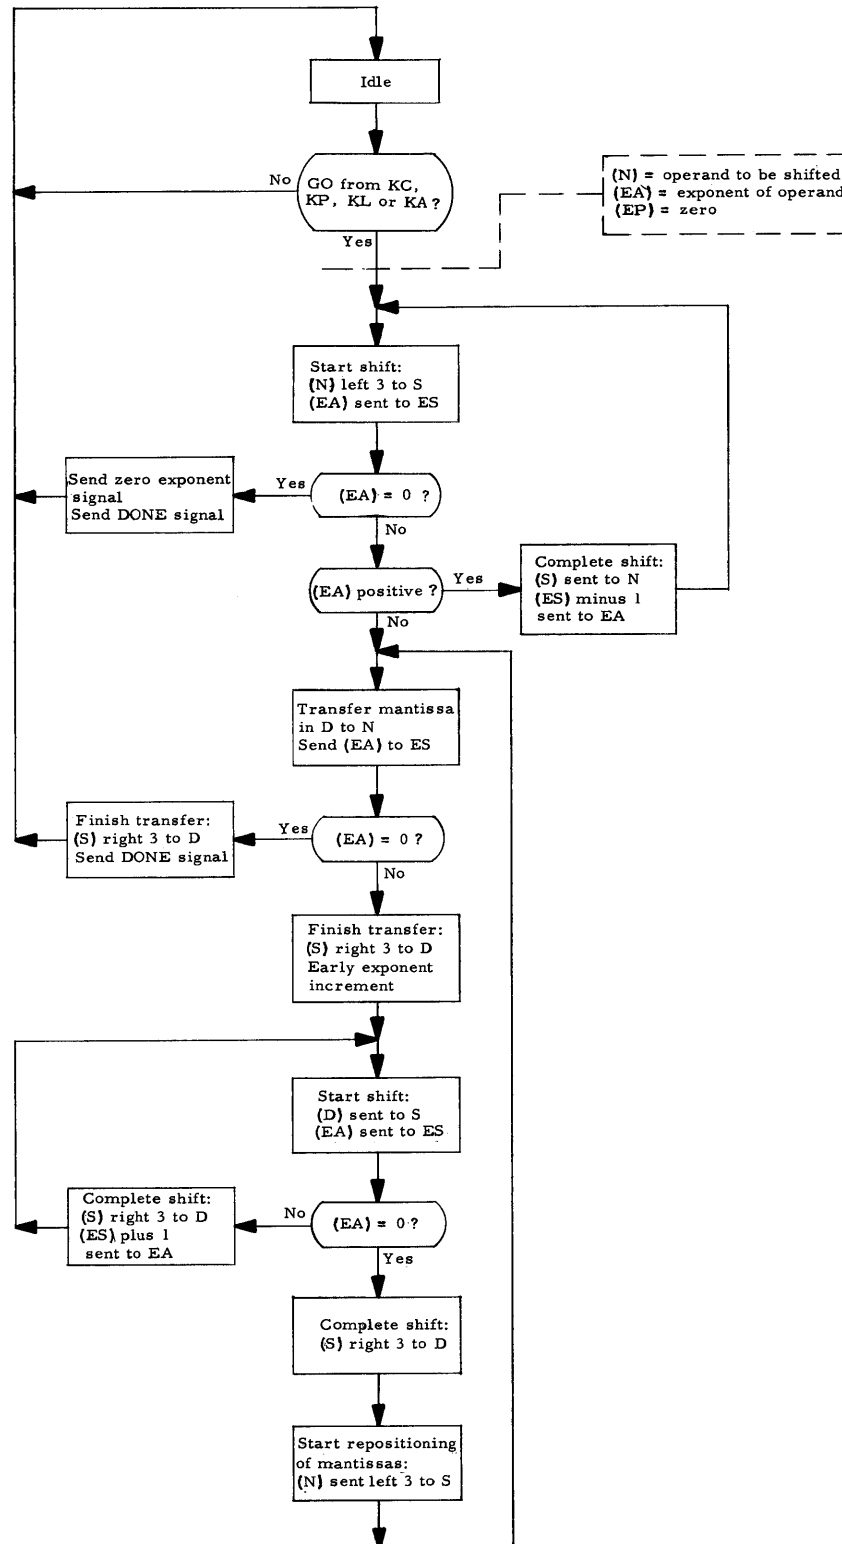 Idle
GO from KC,
KP, KL or KA ?
No
Yes
(N) = operand to be shifted
(EA) = exponent of operand
(EP) = zero
Start shift:
(N) left 3 to S
(EA) sent to ES
Send zero exponent
signal
Send DONE signal
Yes
(EA) = 0 ?
No
(EA) positive ?
Yes
No
Complete shift:
(S) sent to N
(ES) minus 1
sent to EA
Transfer mantissa
in D to N
Send (EA) to ES
Finish transfer:
(S) right 3 to D
Send DONE signal
Yes
(EA) = 0 ?
No
Finish transfer:
(S) right 3 to D
Early exponent
increment
Start shift:
(D) sent to S
(EA) sent to ES
Complete shift:
(S) right 3 to D
(ES) plus 1
sent to EA
No
(EA) = 0 ?
Yes
Complete shift:
(S) right 3 to D
Start repositioning
of mantissas:
(N) sent left 3 to S